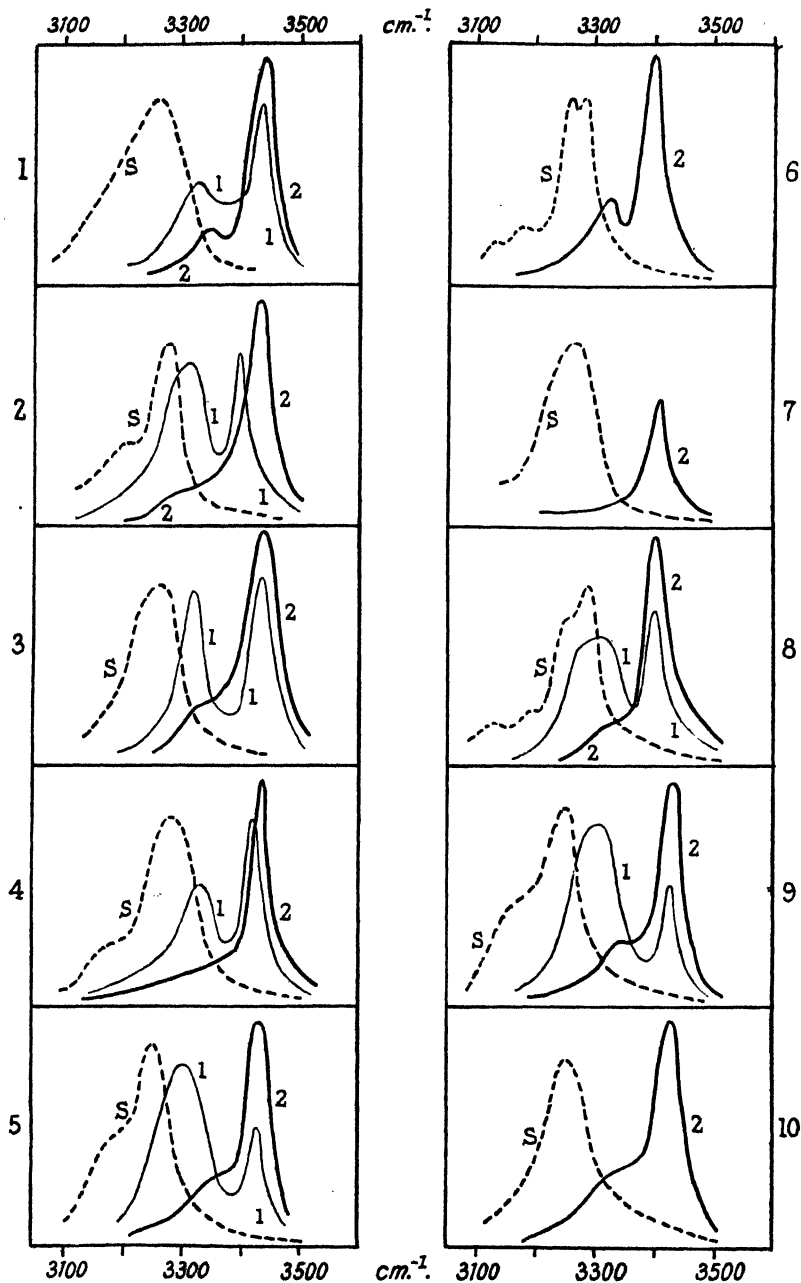 3100 3300 3500 cm.⁻¹. 3100 3300 3500
1 S 1 2 1 2
6 S 2
2 S 1 2 1 2
7 S 2
3 S 1 2 1
8 S 1 2 1 2
4 S 1 2
9 S 1 2
5 S 1 2 1
10 S 2
3100 3300 3500 cm.⁻¹. 3100 3300 3500